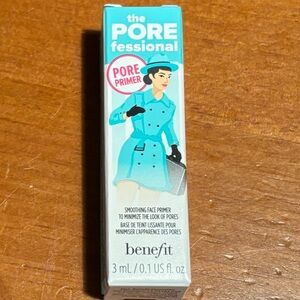 the
PORE
fessional
PORE
PRIMER
SMOOTHING FACE PRIMER
TO MINIMIZE THE LOOK OF PORES
BASE DE TEINT LISSANTE POUR
MINIMISER L'APPARENCE DES PORES
benefit
3 mL / 0.1 US fl. oz